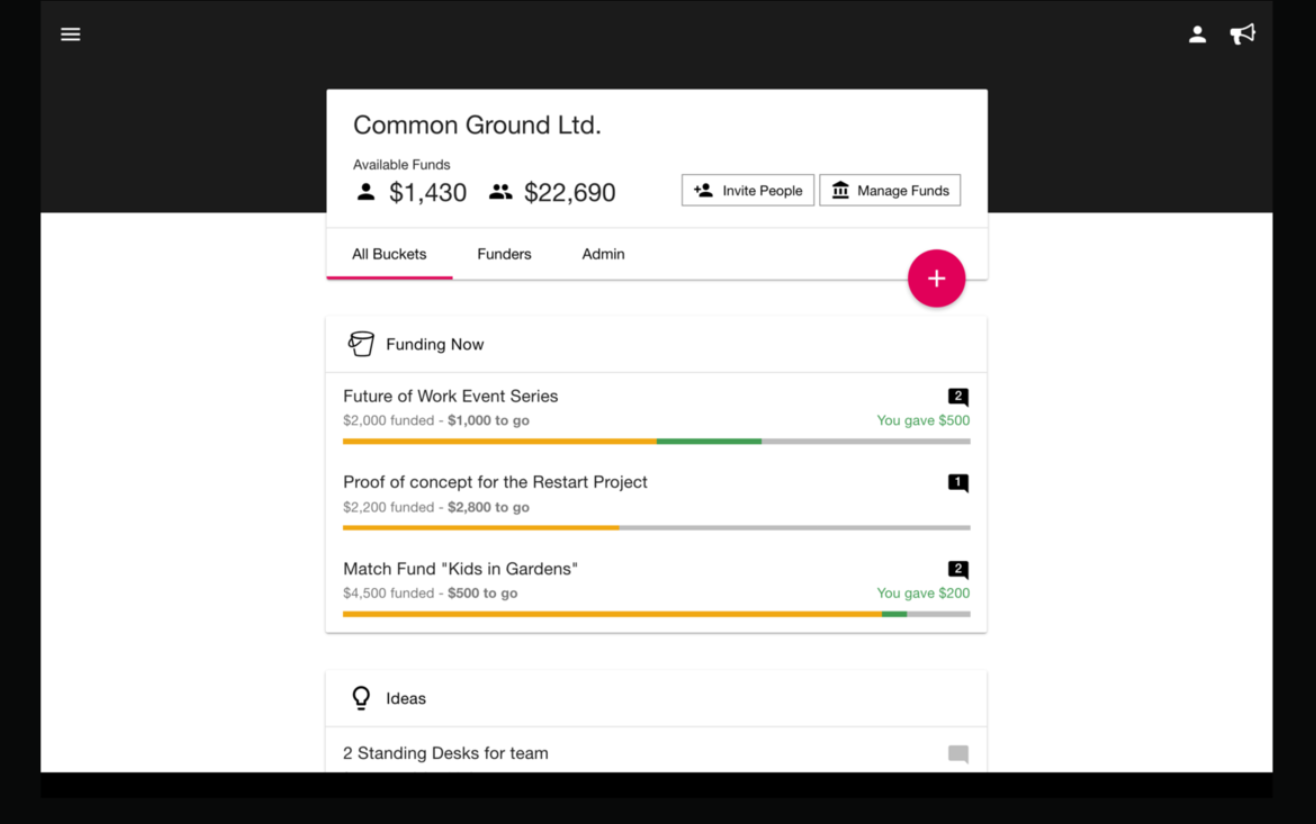 Common Ground Ltd.
Available Funds
$1,430 $22,690
Invite People Manage Funds
All Buckets Funders Admin
+
Funding Now
Future of Work Event Series 2
$2,000 funded - $1,000 to go You gave $500
Proof of concept for the Restart Project 1
$2,200 funded - $2,800 to go
Match Fund "Kids in Gardens" 2
$4,500 funded - $500 to go You gave $200
Ideas
2 Standing Desks for team